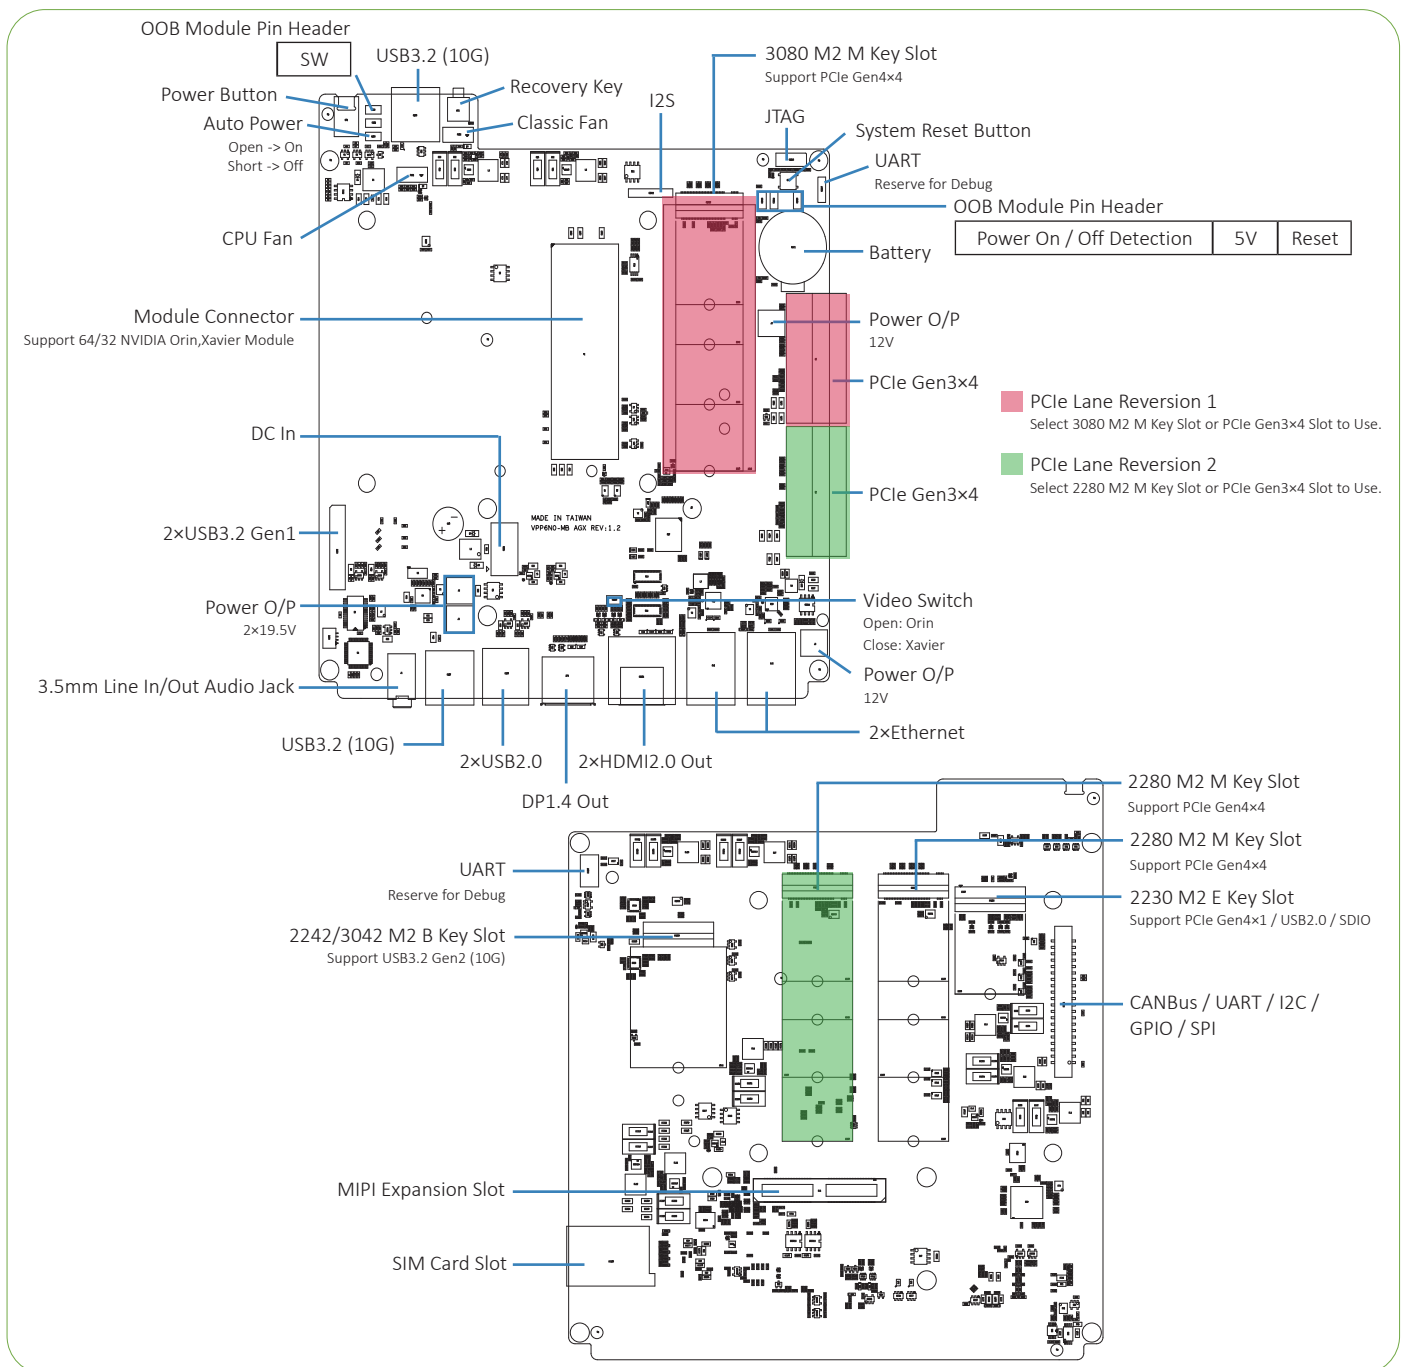 OOB Module Pin Header
SW
USB3.2 (10G)
Power Button
Auto Power
Open -> On
Short -> Off
Recovery Key
Classic Fan
I2S
3080 M2 M Key Slot
Support PCIe Gen4×4
JTAG
System Reset Button
UART
Reserve for Debug
OOB Module Pin Header
Power On / Off Detection 5V Reset
CPU Fan
Battery
Module Connector
Support 64/32 NVIDIA Orin,Xavier Module
Power O/P
12V
PCIe Gen3×4
PCIe Lane Reversion 1
Select 3080 M2 M Key Slot or PCIe Gen3×4 Slot to Use.
DC In
PCIe Lane Reversion 2
Select 2280 M2 M Key Slot or PCIe Gen3×4 Slot to Use.
PCIe Gen3×4
MADE IN TAIWAN
VPP6N0-MB AGX REV:1.2
2×USB3.2 Gen1
Power O/P
2×19.5V
Video Switch
Open: Orin
Close: Xavier
Power O/P
12V
3.5mm Line In/Out Audio Jack
2×Ethernet
USB3.2 (10G)
2×USB2.0
2×HDMI2.0 Out
DP1.4 Out
2280 M2 M Key Slot
Support PCIe Gen4×4
2280 M2 M Key Slot
Support PCIe Gen4×4
UART
Reserve for Debug
2230 M2 E Key Slot
Support PCIe Gen4×1 / USB2.0 / SDIO
2242/3042 M2 B Key Slot
Support USB3.2 Gen2 (10G)
CANBus / UART / I2C /
GPIO / SPI
MIPI Expansion Slot
SIM Card Slot